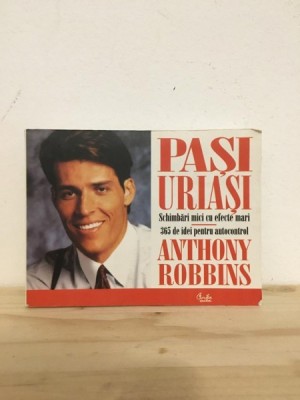 PAȘI
URIAȘI
Schimbări mici cu efecte mari
365 de idei pentru autocontrol
ANTHONY
ROBBINS